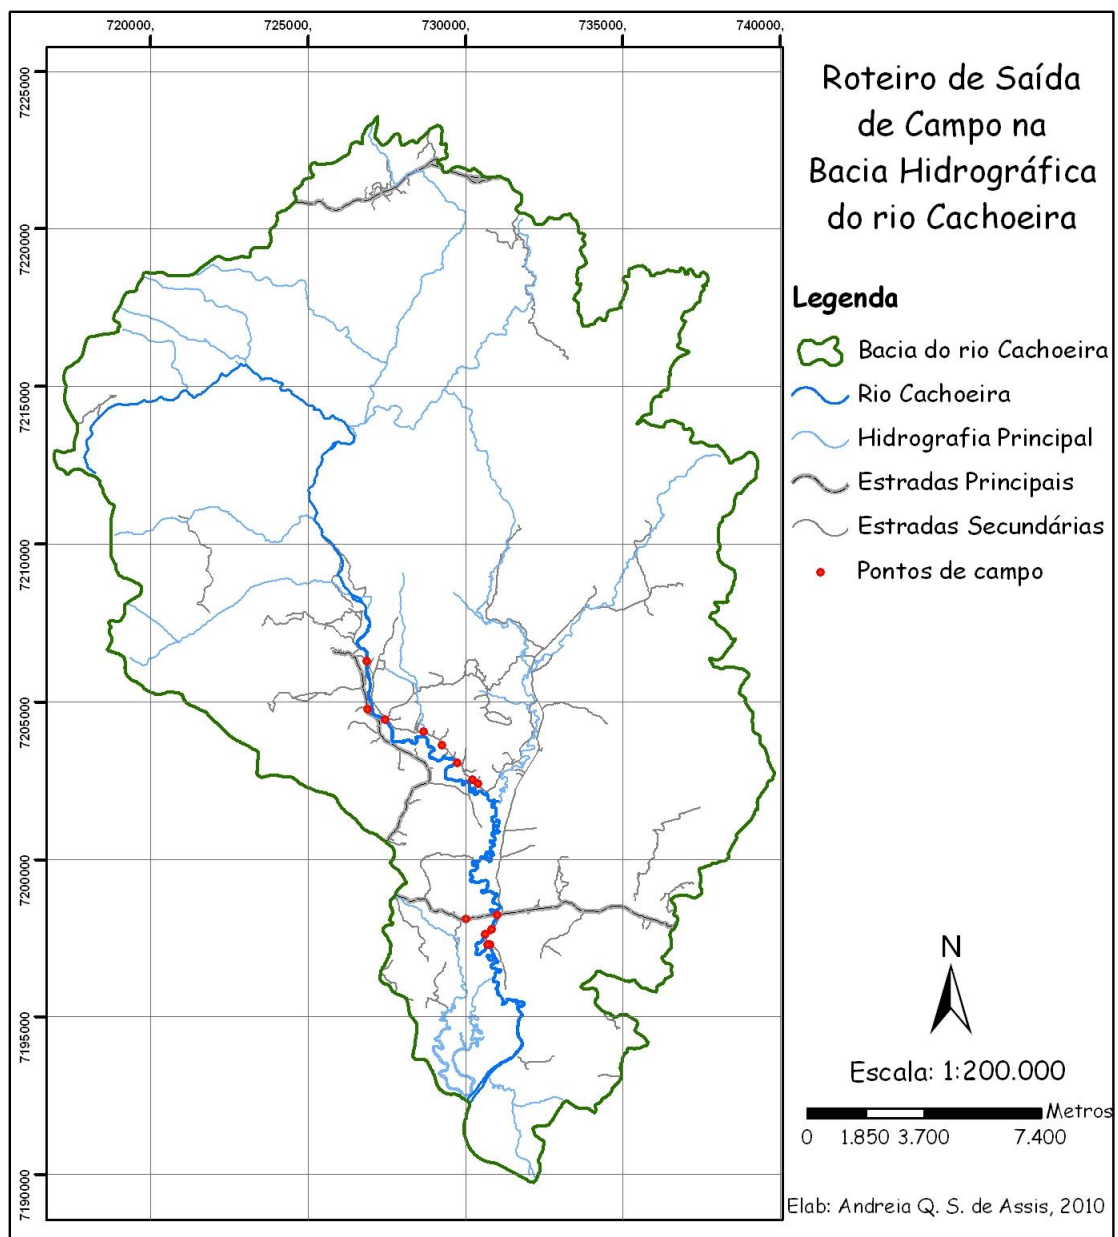 720000, 725000, 730000, 735000, 740000,
7225000
7220000
7215000
7210000
7205000
7200000
7195000
7190000
Roteiro de Saída
de Campo na
Bacia Hidrográfica
do rio Cachoeira
Legenda
Bacia do rio Cachoeira
Rio Cachoeira
Hidrografia Principal
Estradas Principais
Estradas Secundárias
Pontos de campo
N
Escala: 1:200.000
Metros
0 1.850 3.700 7.400
Elab: Andreia Q. S. de Assis, 2010